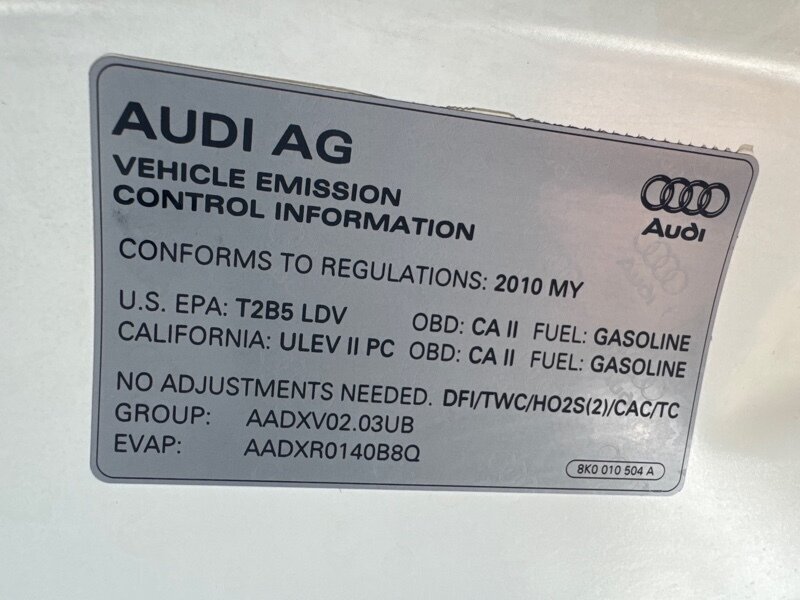 AUDI AG
VEHICLE EMISSION
CONTROL INFORMATION
Audi
CONFORMS TO REGULATIONS: 2010 MY
U.S. EPA: T2B5 LDV OBD: CA II FUEL: GASOLINE
CALIFORNIA: ULEV II PC OBD: CA II FUEL: GASOLINE
NO ADJUSTMENTS NEEDED. DFI/TWC/HO2S(2)/CAC/TC
GROUP: AADXV02.03UB
EVAP: AADXR0140B8Q
8K0 010 504 A